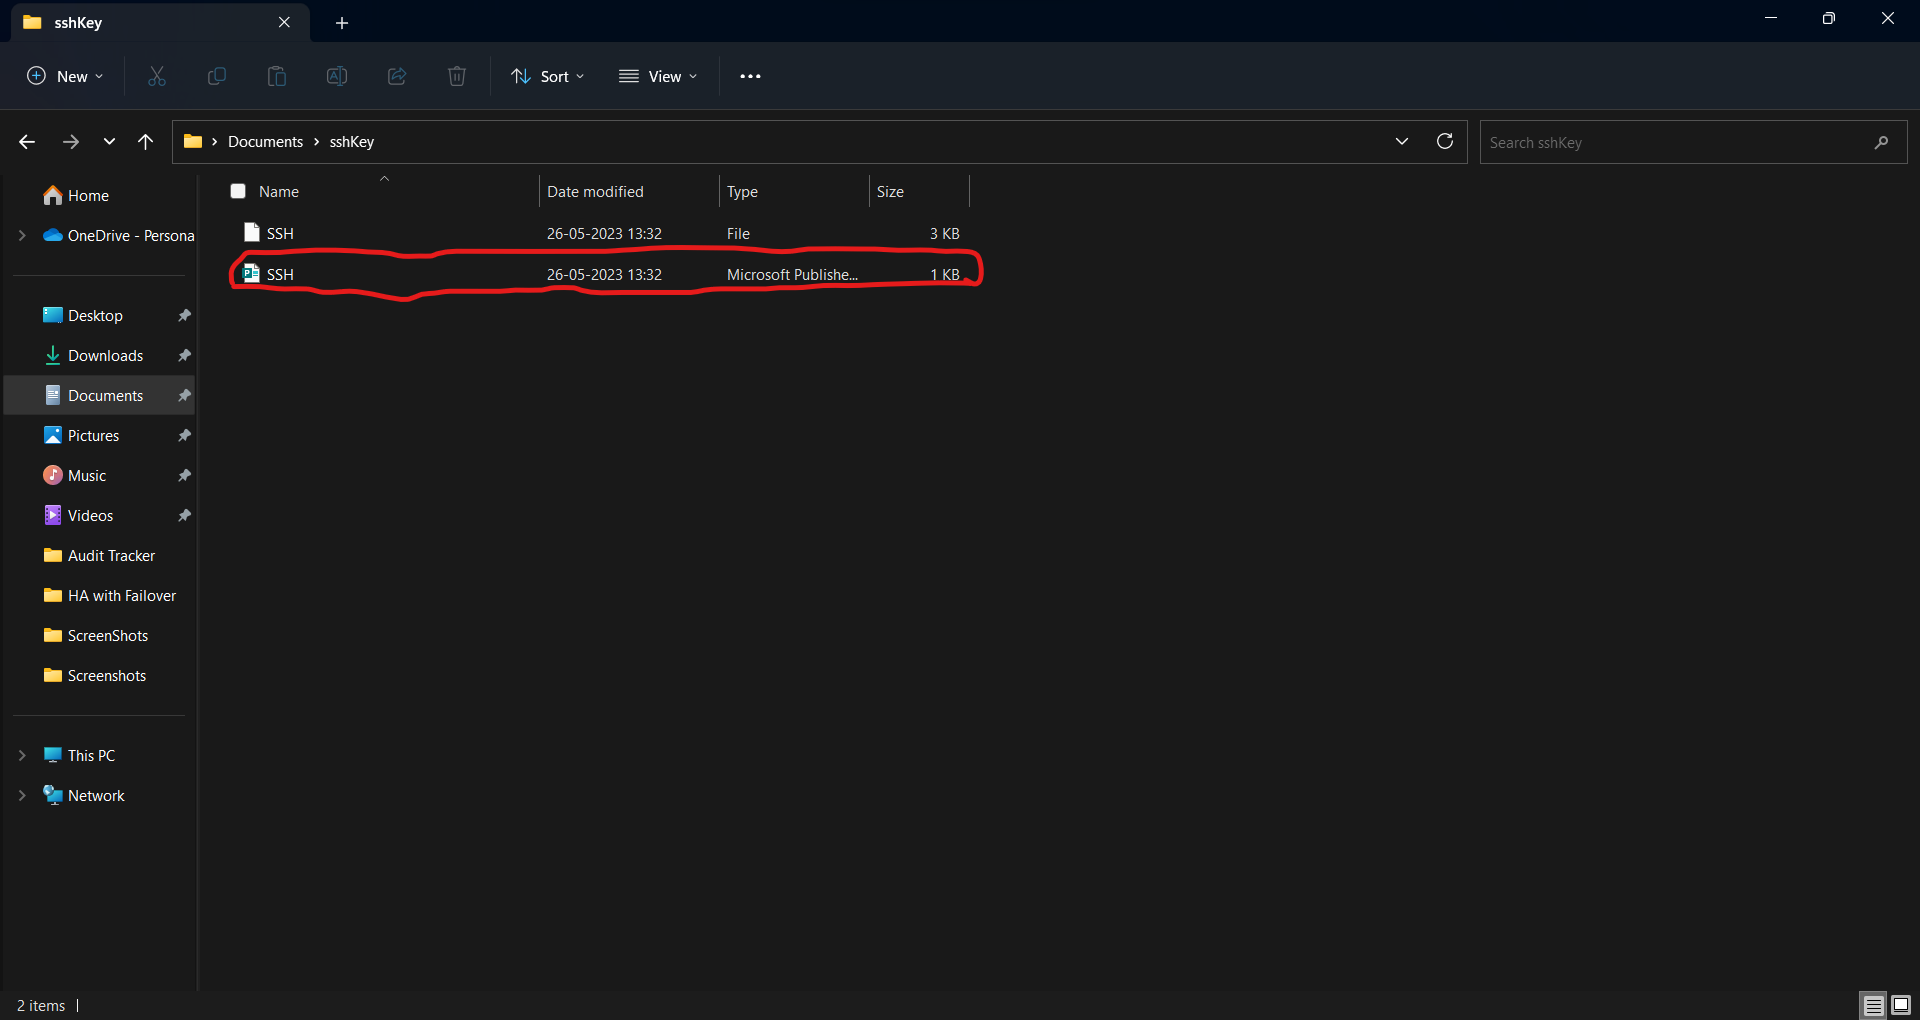 sshKey
New
Sort
View
Documents > sshKey
Search sshKey
Name Date modified Type Size
SSH 26-05-2023 13:32 File 3 KB
SSH 26-05-2023 13:32 Microsoft Publishe... 1 KB
Home
OneDrive - Persona
Desktop
Downloads
Documents
Pictures
Music
Videos
Audit Tracker
HA with Failover
ScreenShots
Screenshots
This PC
Network
2 items